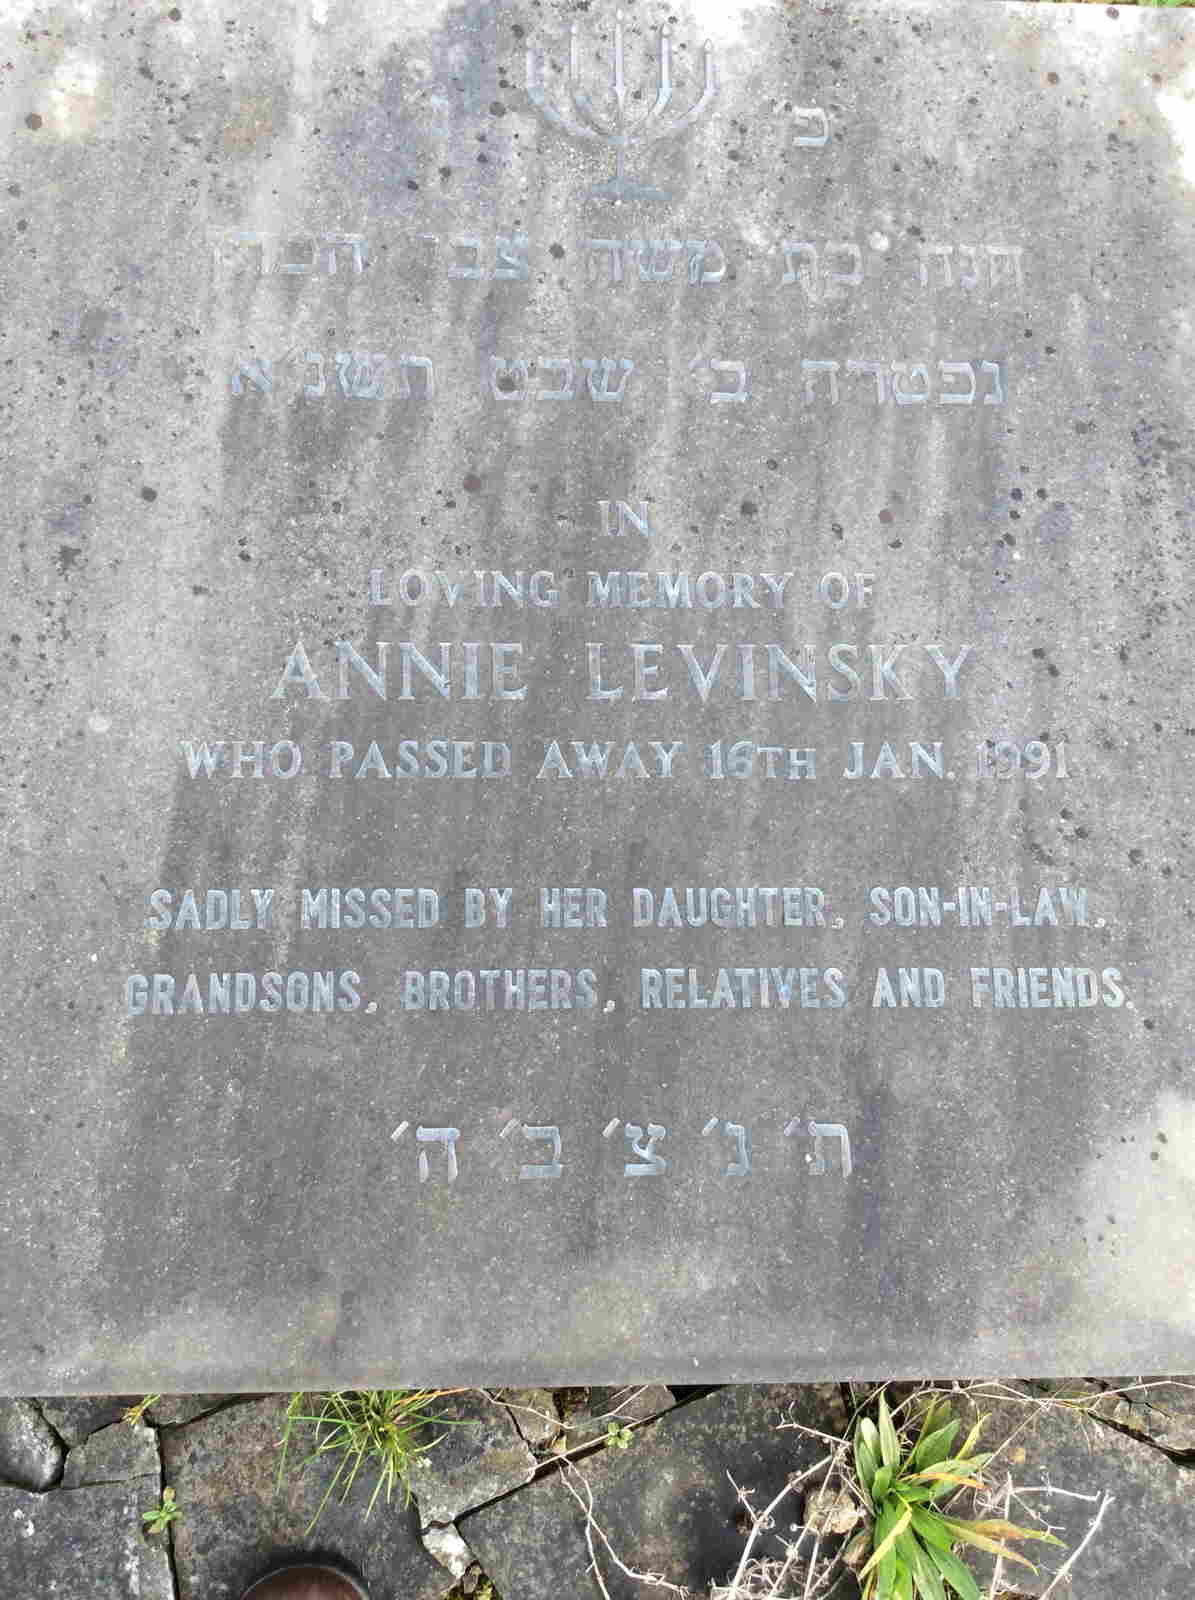 פ' נ'
חנה בת משה צבי הכהן
נפטרה ב' שבט תשנ"א
IN
LOVING MEMORY OF
ANNIE LEVINSKY
WHO PASSED AWAY 16TH JAN. 1991
SADLY MISSED BY HER DAUGHTER, SON-IN-LAW,
GRANDSONS, BROTHERS, RELATIVES AND FRIENDS.
ת' נ' צ' ב' ה'